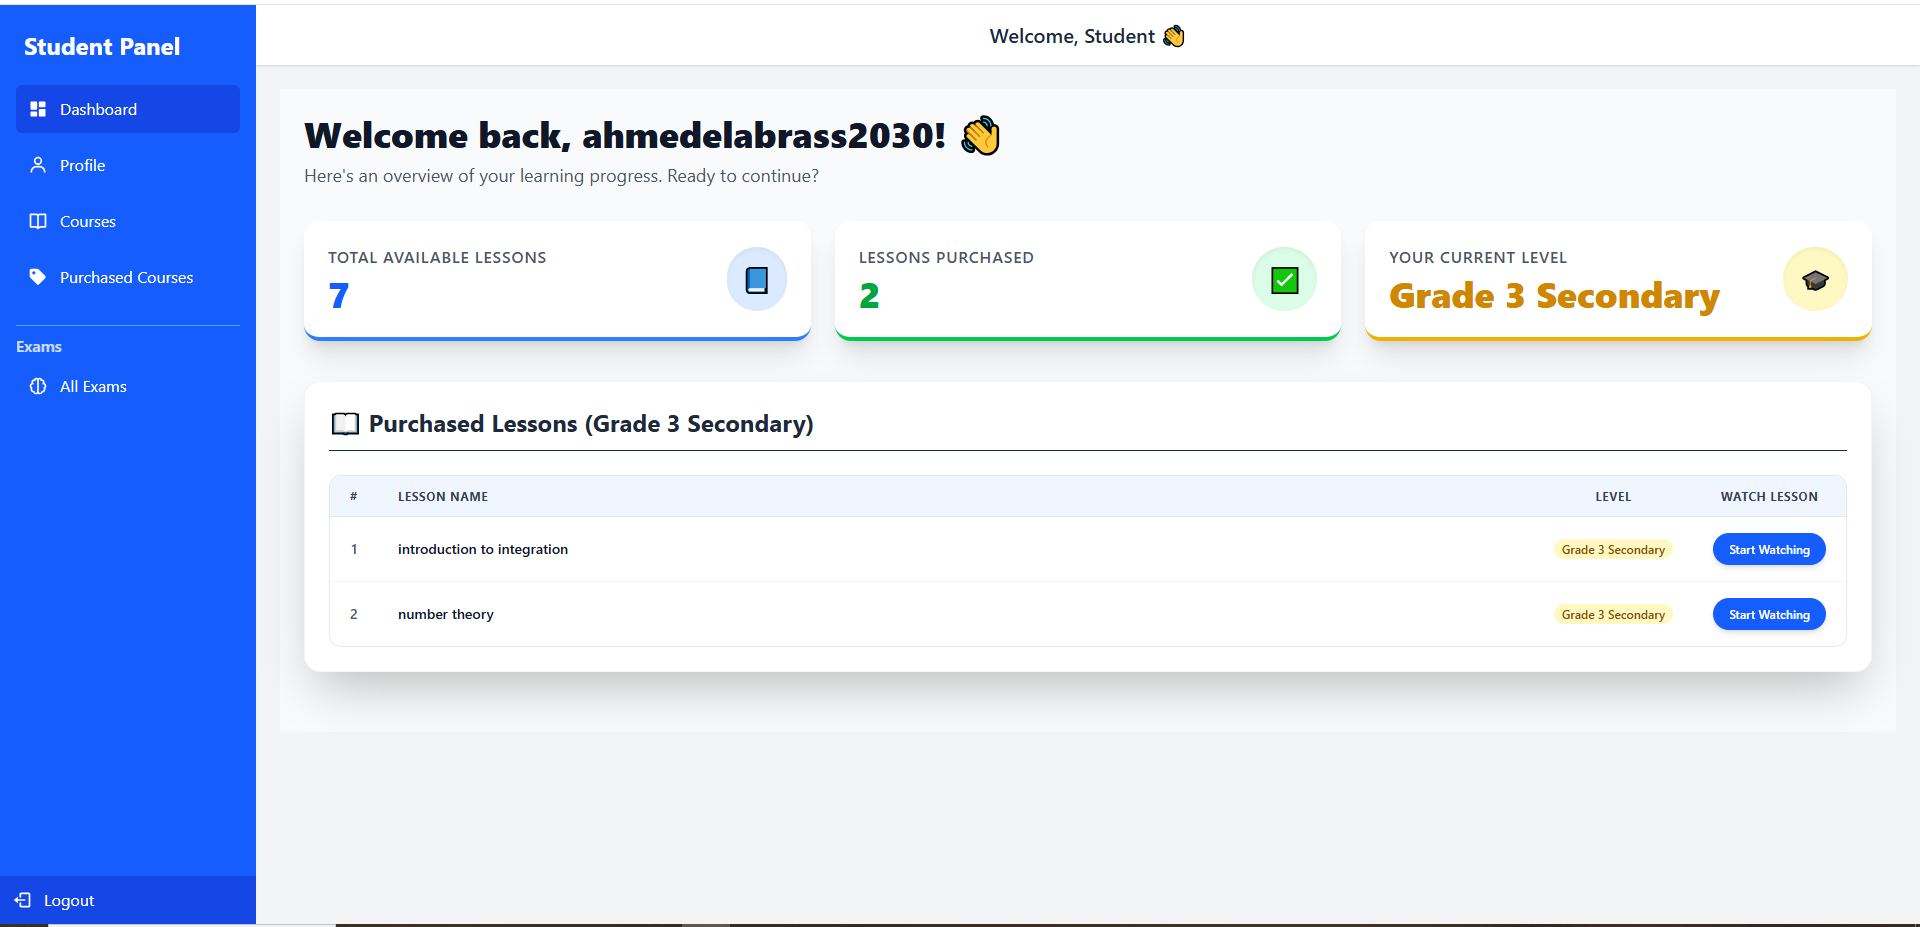 Student Panel
Dashboard
Profile
Courses
Purchased Courses
Exams
All Exams
Logout
Welcome, Student 👋
Welcome back, ahmedelabrass2030! 👋
Here's an overview of your learning progress. Ready to continue?
TOTAL AVAILABLE LESSONS
7
LESSONS PURCHASED
2
YOUR CURRENT LEVEL
Grade 3 Secondary
Purchased Lessons (Grade 3 Secondary)
# LESSON NAME LEVEL WATCH LESSON
1 introduction to integration Grade 3 Secondary Start Watching
2 number theory Grade 3 Secondary Start Watching